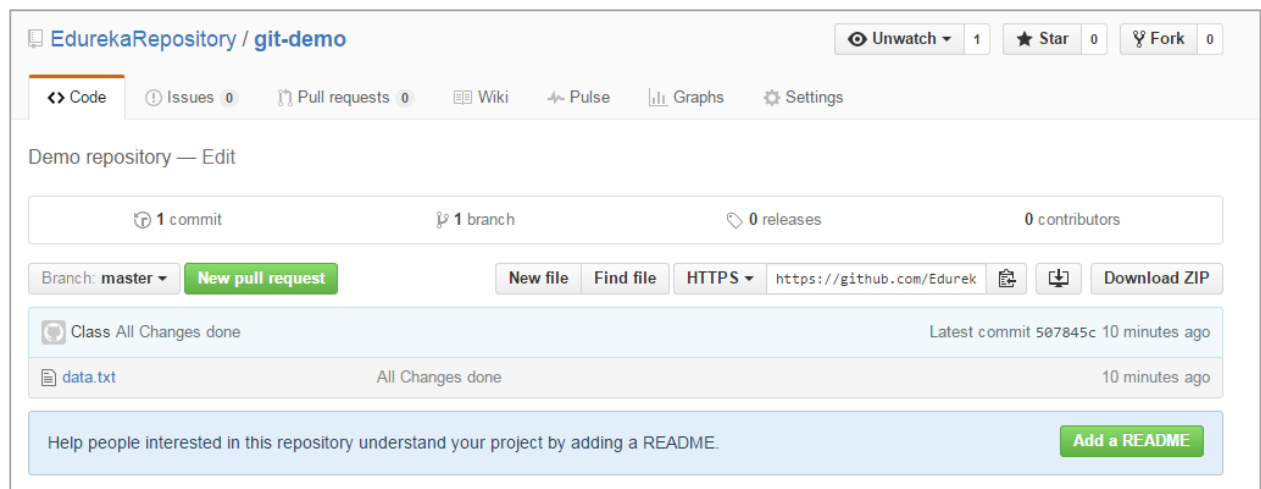 EdurekaRepository / git-demo Unwatch 1 Star 0 Fork 0
Code Issues 0 Pull requests 0 Wiki Pulse Graphs Settings
Demo repository — Edit
1 commit 1 branch 0 releases 0 contributors
Branch: master New pull request New file Find file HTTPS https://github.com/Edurek Download ZIP
Class All Changes done Latest commit 507845c 10 minutes ago
data.txt All Changes done 10 minutes ago
Help people interested in this repository understand your project by adding a README. Add a README